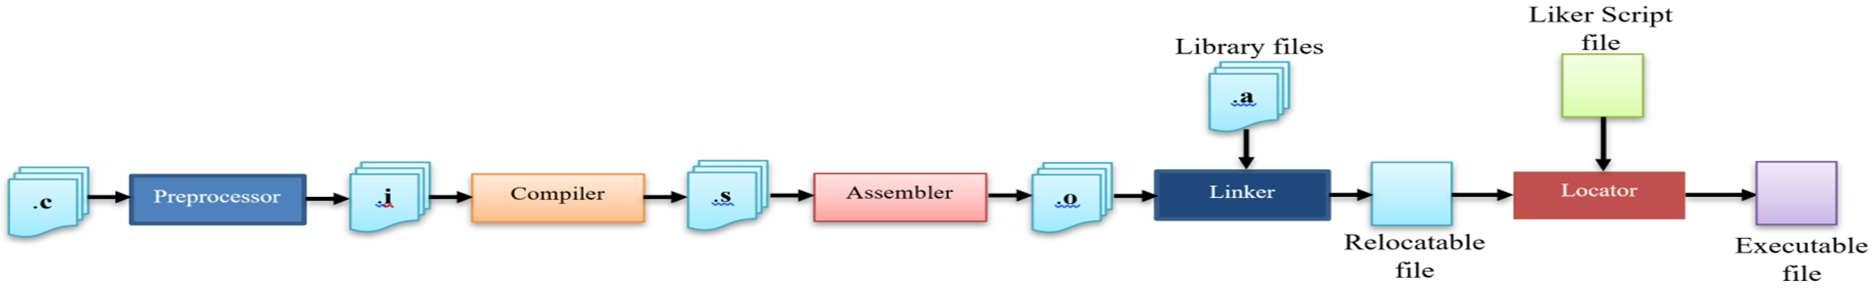 Liker Script
file
Library files
.a
.c
Preprocessor
.i
Compiler
.s
Assembler
.o
Linker
Locator
Relocatable
file
Executable
file